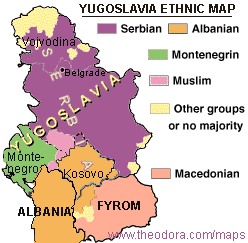 YUGOSLAVIA ETHNIC MAP
Serbian
Albanian
Montenegrin
Muslim
Other groups
or no majority
Macedonian
Vojvodina
Belgrade
SERBIA
YUGOSLAVIA
Monte-
negro
Kosovo
ALBANIA
FYROM
www.theodora.com/maps